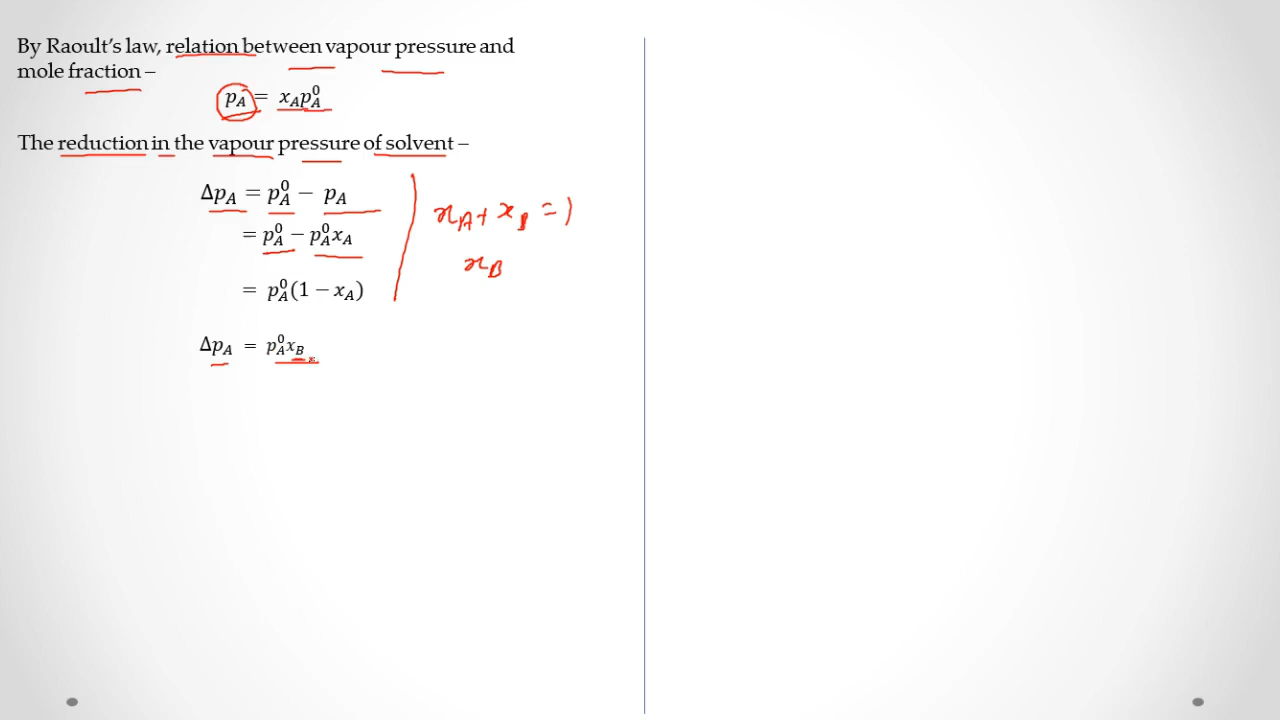 By Raoult's law, relation between vapour pressure and
mole fraction –
p_A = x_A p_A^0
The reduction in the vapour pressure of solvent –
Δp_A = p_A^0 − p_A
= p_A^0 − p_A^0 x_A
x_A + x_B = 1
x_B
= p_A^0 (1 − x_A)
Δp_A = p_A^0 x_B